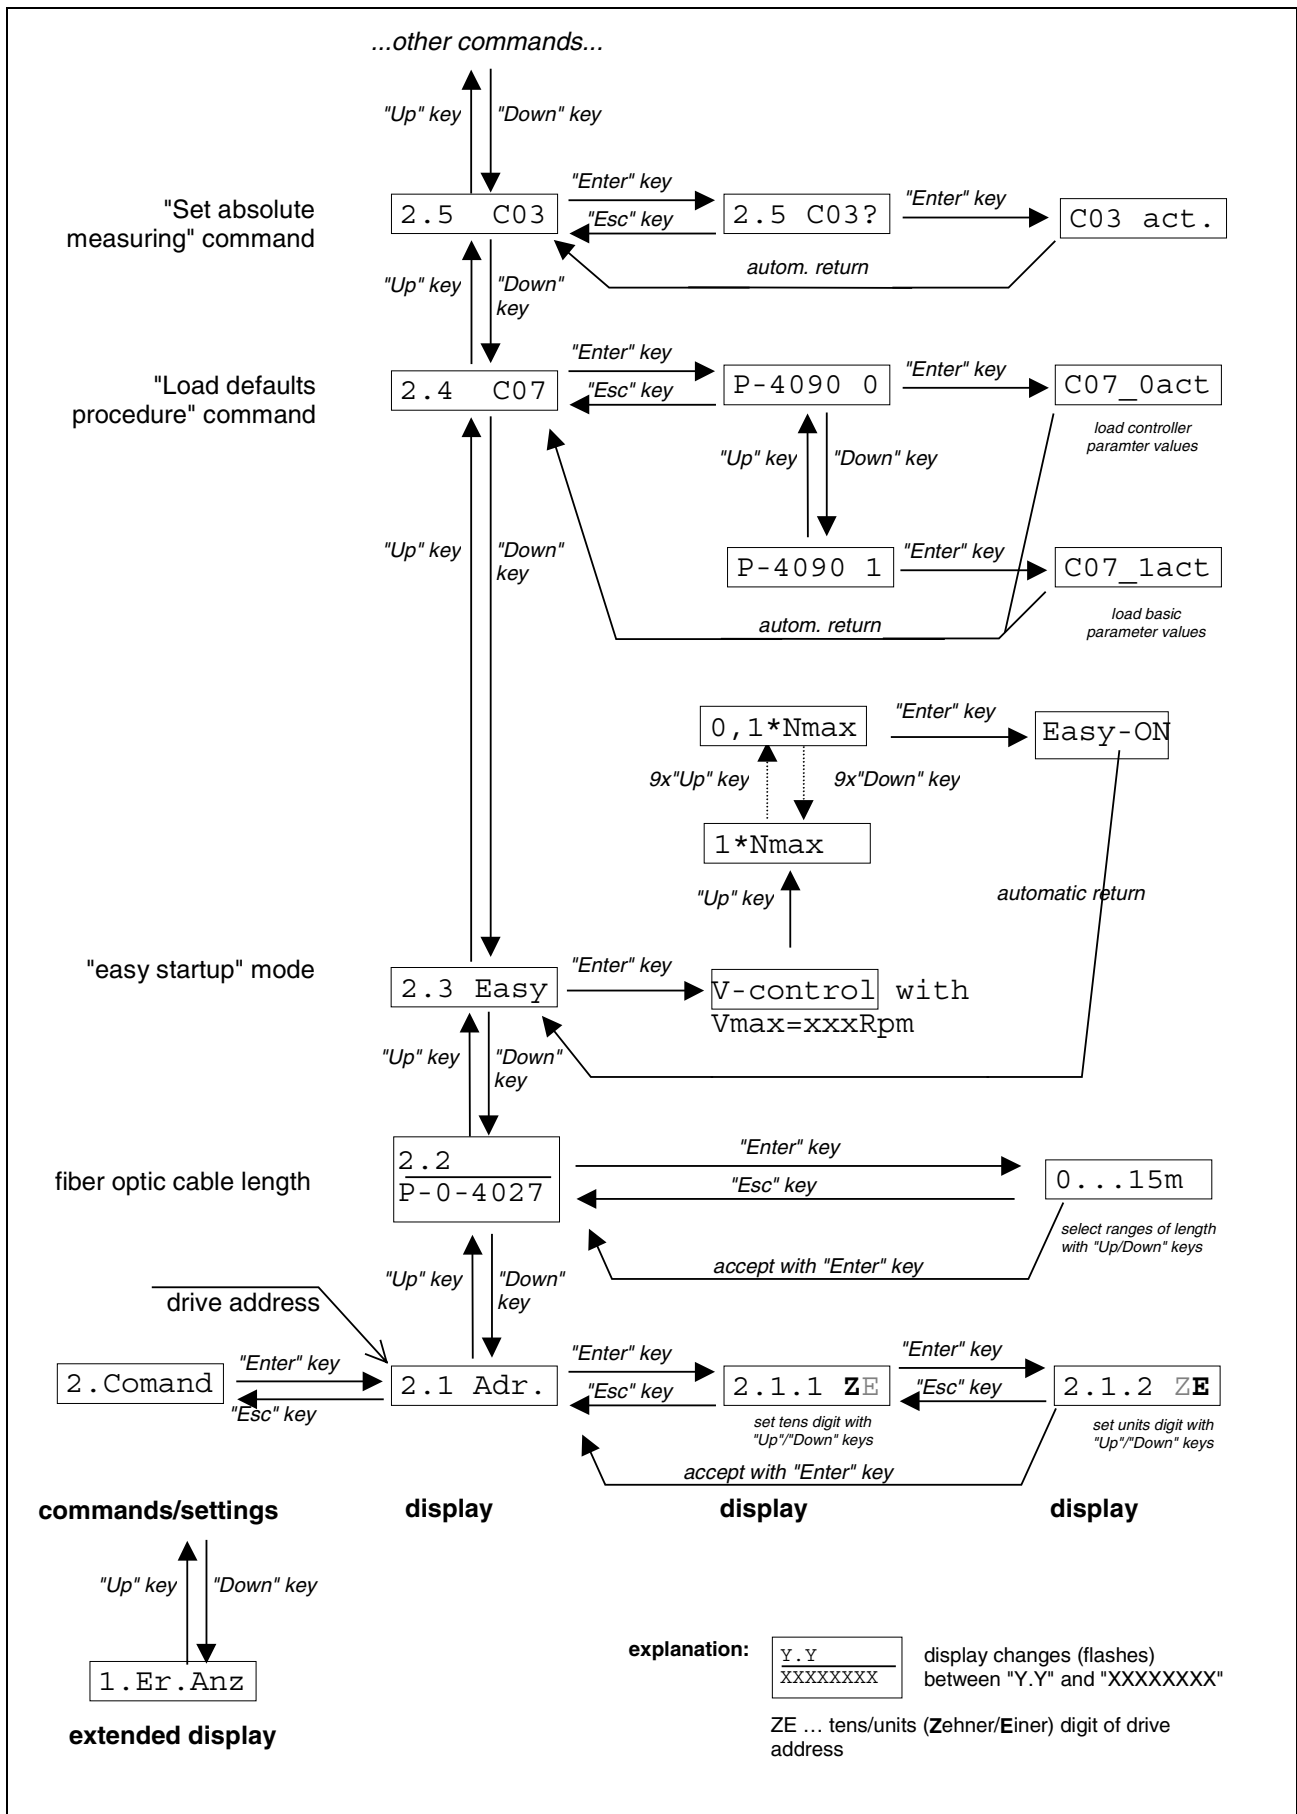 ...other commands...
"Up" key
"Down" key
"Set absolute
measuring" command
2.5  C03
"Enter" key
"Esc" key
2.5 C03?
"Enter" key
C03 act.
autom. return
"Up" key
"Down"
key
"Load defaults
procedure" command
2.4  C07
"Enter" key
"Esc" key
P-4090 0
"Enter" key
C07_0act
load controller
paramter values
"Up" key
"Down" key
"Up" key
"Down"
key
P-4090 1
"Enter" key
C07_1act
load basic
parameter values
autom. return
0,1*Nmax
"Enter" key
Easy-ON
9x"Up" key
9x"Down" key
1*Nmax
"Up" key
automatic return
"easy startup" mode
2.3 Easy
"Enter" key
V-control with
Vmax=xxxRpm
"Up" key
"Down"
key
fiber optic cable length
2.2
P-0-4027
"Enter" key
"Esc" key
0...15m
select ranges of length
with "Up/Down" keys
accept with "Enter" key
"Up" key
"Down"
key
drive address
2.Comand
"Enter" key
"Esc" key
2.1 Adr.
"Enter" key
"Esc" key
2.1.1 ZE
set tens digit with
"Up"/"Down" keys
"Enter" key
"Esc" key
2.1.2 ZE
set units digit with
"Up"/"Down" keys
accept with "Enter" key
commands/settings
display
display
display
"Up" key
"Down" key
1.Er.Anz
extended display
explanation:
Y.Y
XXXXXXXX
display changes (flashes)
between "Y.Y" and "XXXXXXXX"
ZE ... tens/units (Zehner/Einer) digit of drive
address